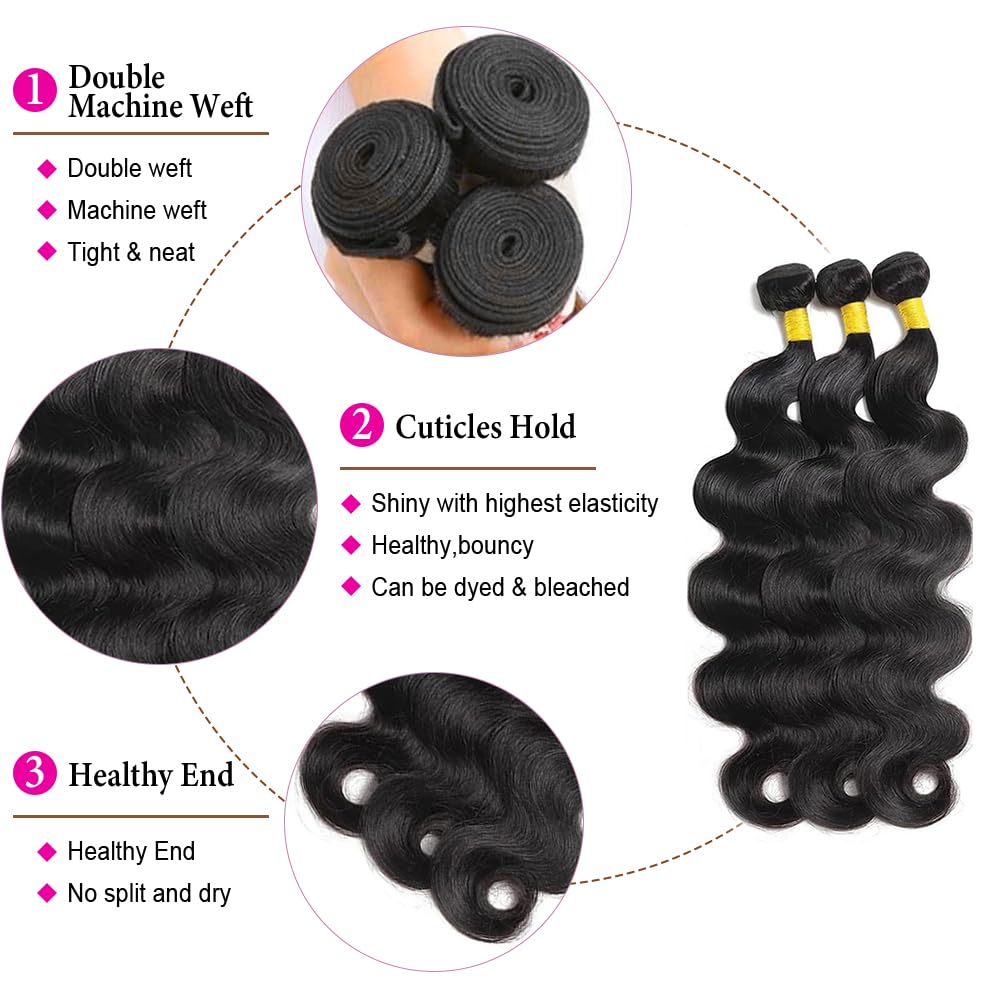 1
Double
Machine Weft
Double weft
Machine weft
Tight & neat
2
Cuticles Hold
Shiny with highest elasticity
Healthy,bouncy
Can be dyed & bleached
3
Healthy End
Healthy End
No split and dry